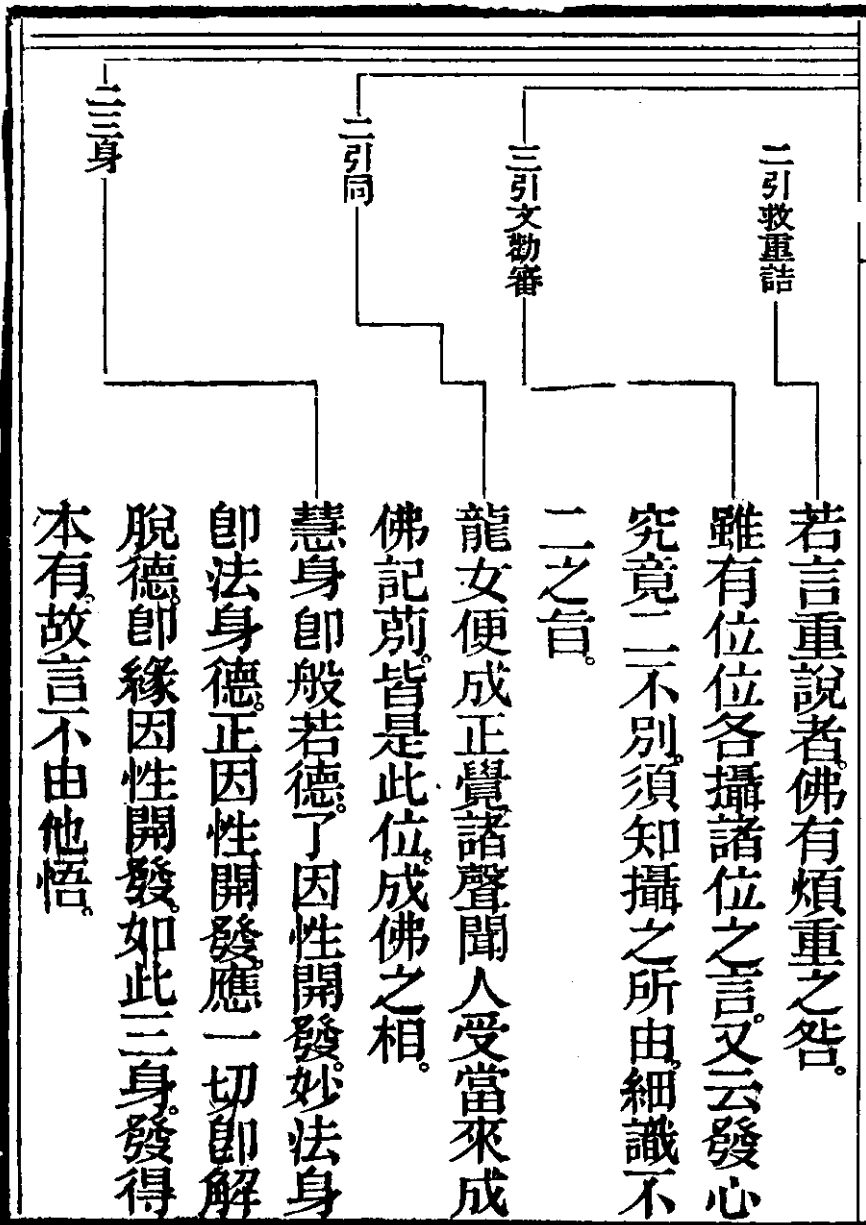 二引救重詰
若言重說者。佛有煩重之咎。
三引文勸審
雖有位位各攝諸位之言。又云發心
究竟二不別。須知攝之所由。細識不
二之旨。
二引同
龍女便成正覺。諸聲聞人受當來成
佛記莂。皆是此位。成佛之相。
二三身
慧身卽般若德。了因性開發。妙法身
卽法身德。正因性開發。應一切卽解
脫德。卽緣因性開發。如此三身。發得
本有。故言不由他悟。